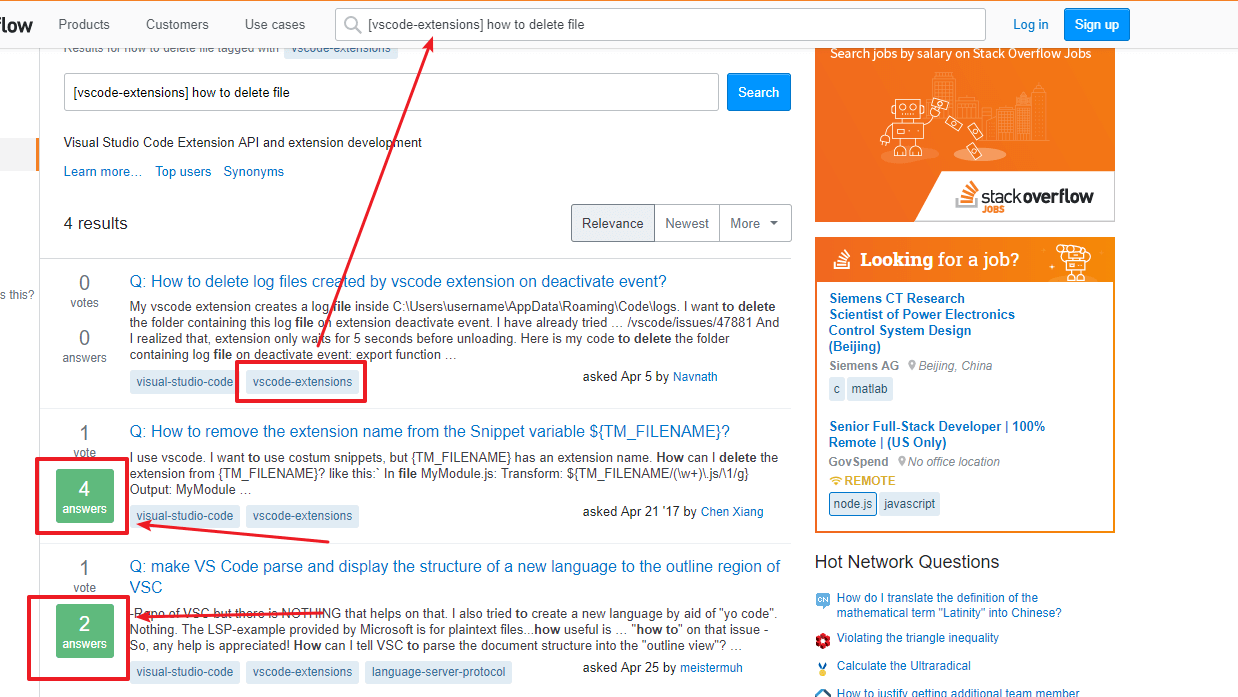 flow
Products
Customers
Use cases
[vscode-extensions] how to delete file
Log in
Sign up
Results for how to delete file tagged with vscode-extensions
[vscode-extensions] how to delete file
Search
Visual Studio Code Extension API and extension development
Learn more…
Top users
Synonyms
4 results
Relevance
Newest
More
0
votes
0
answers
Q: How to delete log files created by vscode extension on deactivate event?
My vscode extension creates a log file inside C:\Users\username\AppData\Roaming\Code\logs. I want to delete
the folder containing this log file on extension deactivate event. I have already tried … /vscode/issues/47881 And
I realized that, extension only waits for 5 seconds before unloading. Here is my code to delete the folder
containing log file on deactivate event: export function …
visual-studio-code
vscode-extensions
asked Apr 5 by Navnath
s this?
1
vote
4
answers
Q: How to remove the extension name from the Snippet variable ${TM_FILENAME}?
I use vscode. I want to use costum snippets, but {TM_FILENAME} has an extension name. How can I delete the
extension from {TM_FILENAME}? like this:` In file MyModule.js: Transform: ${TM_FILENAME/(\w+)\.js/\1/g}
Output: MyModule …
visual-studio-code
vscode-extensions
asked Apr 21 '17 by Chen Xiang
1
vote
2
answers
Q: make VS Code parse and display the structure of a new language to the outline region of
VSC
-Repo of VSC but there is NOTHING that helps on that. I also tried to create a new language by aid of "yo code".
Nothing. The LSP-example provided by Microsoft is for plaintext files...how useful is … "how to" on that issue -
So, any help is appreciated! How can I tell VSC to parse the document structure into the "outline view"? …
visual-studio-code
vscode-extensions
language-server-protocol
asked Apr 25 by meistermuh
Search jobs by salary on Stack Overflow Jobs
stackoverflow
JOBS
Looking for a job?
Siemens CT Research
Scientist of Power Electronics
Control System Design
(Beijing)
Siemens AG
Beijing, China
c
matlab
Senior Full-Stack Developer | 100%
Remote | (US Only)
GovSpend
No office location
REMOTE
node.js
javascript
Hot Network Questions
CN
How do I translate the definition of the
mathematical term "Latinity" into Chinese?
Violating the triangle inequality
Calculate the Ultraradical
How to justify getting additional team member